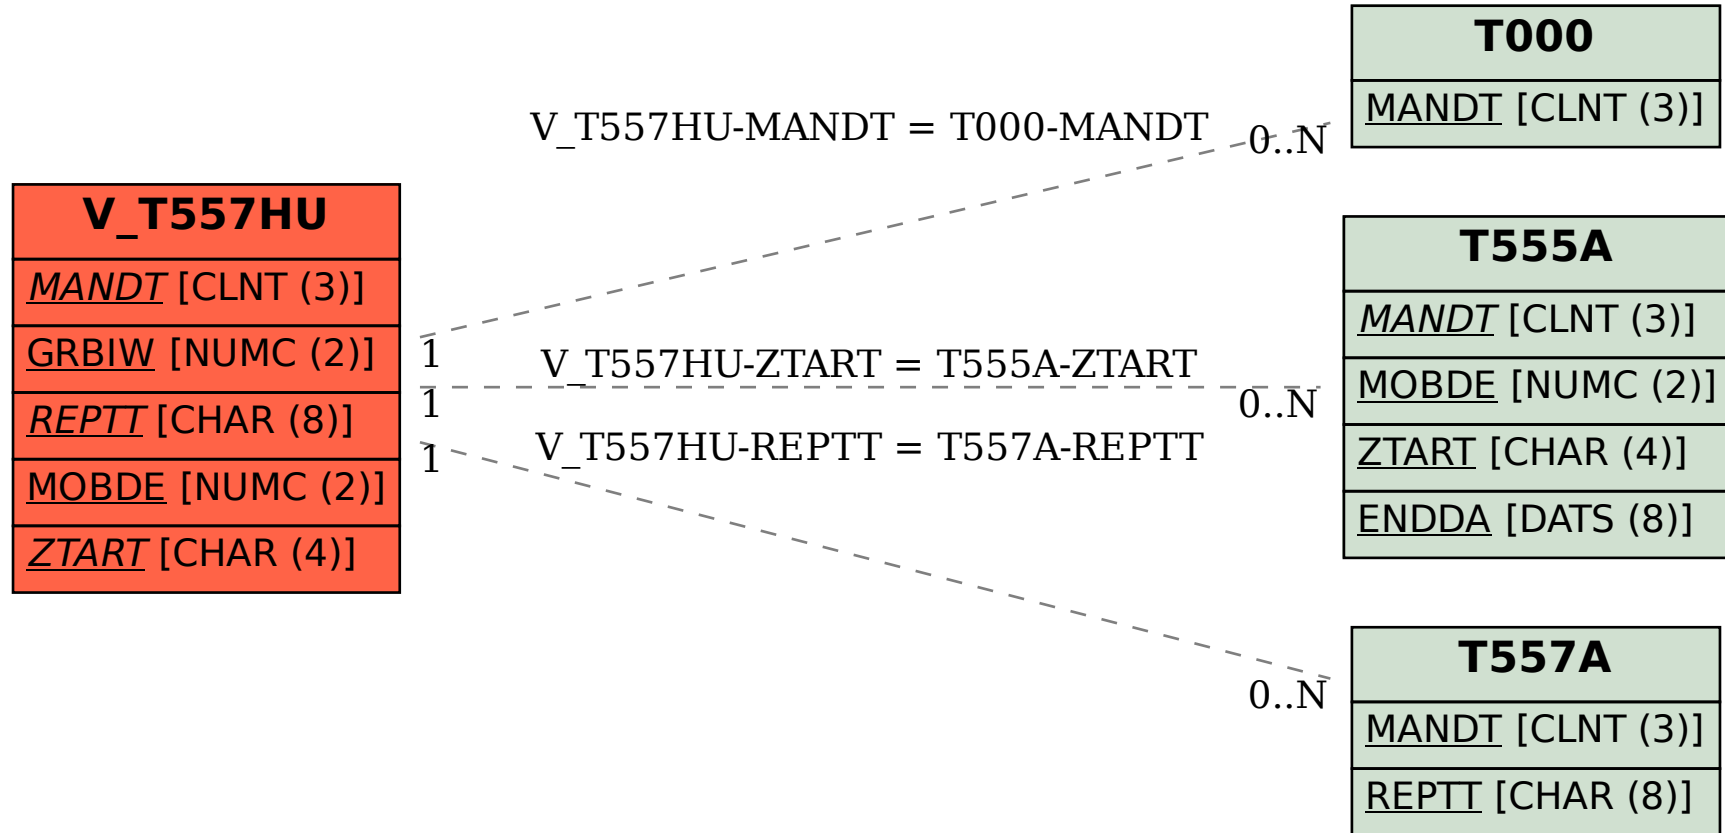 V_T557HU
MANDT [CLNT (3)]
GRBIW [NUMC (2)]
REPTT [CHAR (8)]
MOBDE [NUMC (2)]
ZTART [CHAR (4)]
V_T557HU-MANDT = T000-MANDT
0..N
1
V_T557HU-ZTART = T555A-ZTART
1
0..N
V_T557HU-REPTT = T557A-REPTT
1
0..N
T000
MANDT [CLNT (3)]
T555A
MANDT [CLNT (3)]
MOBDE [NUMC (2)]
ZTART [CHAR (4)]
ENDDA [DATS (8)]
T557A
MANDT [CLNT (3)]
REPTT [CHAR (8)]